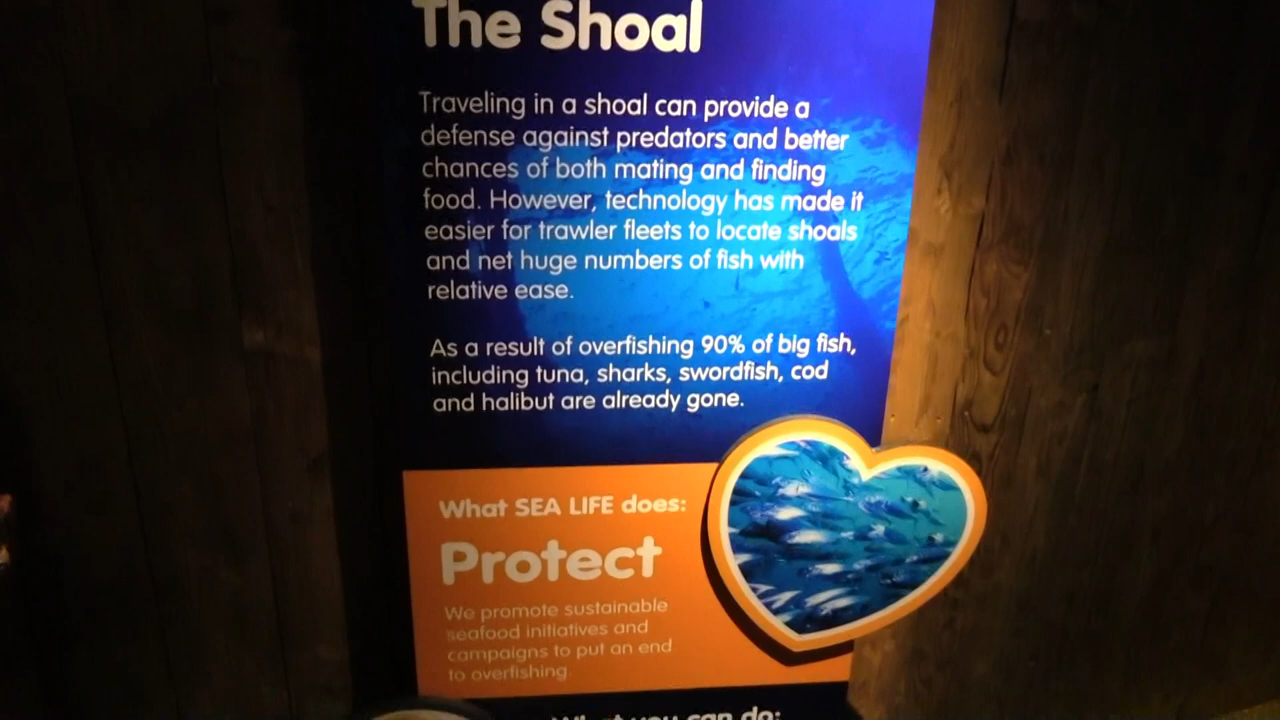 The Shoal
Traveling in a shoal can provide a
defense against predators and better
chances of both mating and finding
food. However, technology has made it
easier for trawler fleets to locate shoals
and net huge numbers of fish with
relative ease.
As a result of overfishing 90% of big fish,
including tuna, sharks, swordfish, cod
and halibut are already gone.
What SEA LIFE does:
Protect
We promote sustainable
seafood initiatives and
campaigns to put an end
to overfishing.
What you can do: